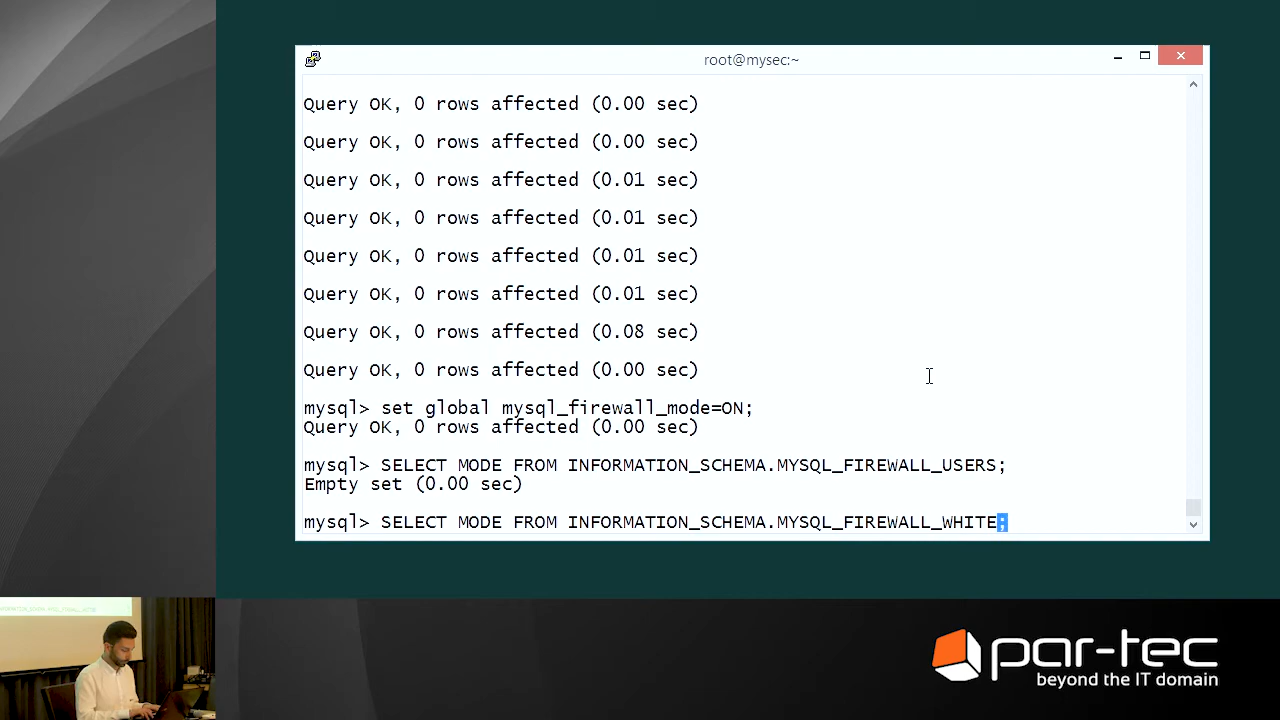 root@mysec:~
Query OK, 0 rows affected (0.00 sec)
Query OK, 0 rows affected (0.00 sec)
Query OK, 0 rows affected (0.01 sec)
Query OK, 0 rows affected (0.01 sec)
Query OK, 0 rows affected (0.01 sec)
Query OK, 0 rows affected (0.01 sec)
Query OK, 0 rows affected (0.08 sec)
Query OK, 0 rows affected (0.00 sec)
mysql> set global mysql_firewall_mode=ON;
Query OK, 0 rows affected (0.00 sec)
mysql> SELECT MODE FROM INFORMATION_SCHEMA.MYSQL_FIREWALL_USERS;
Empty set (0.00 sec)
mysql> SELECT MODE FROM INFORMATION_SCHEMA.MYSQL_FIREWALL_WHITE;
par-tec
beyond the IT domain